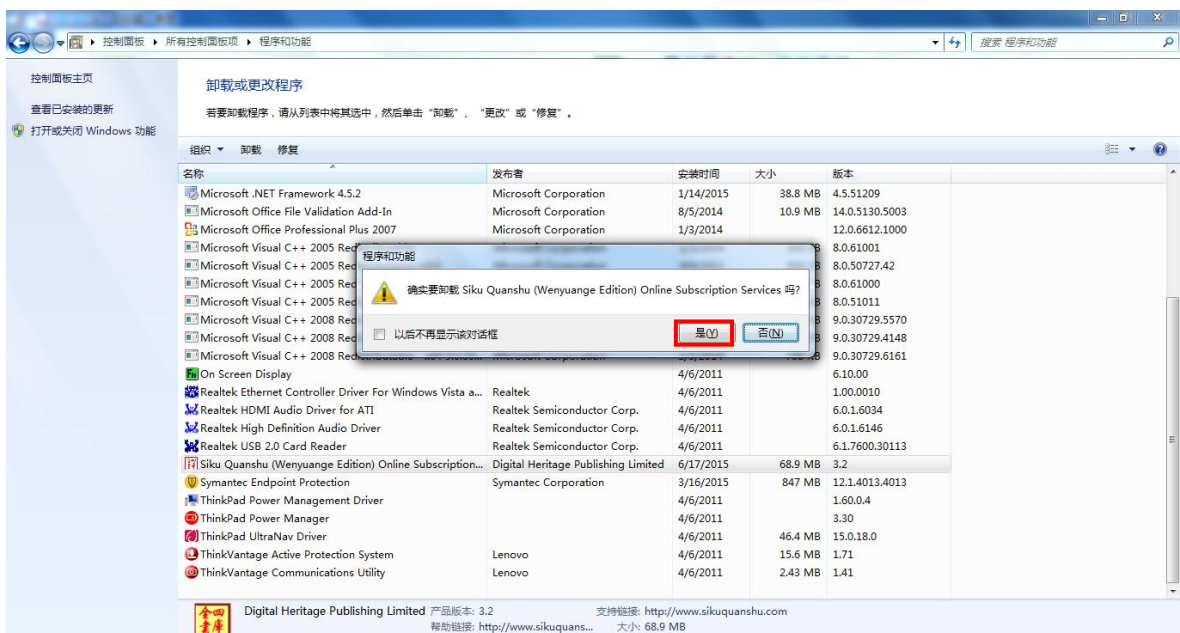 控制面板 ▸ 所有控制面板项 ▸ 程序和功能
搜索 程序和功能
控制面板主页
查看已安装的更新
打开或关闭 Windows 功能
卸载或更改程序
若要卸载程序，请从列表中将其选中，然后单击“卸载”、“更改”或“修复”。
组织 卸载 修复
名称 发布者 安装时间 大小 版本
Microsoft .NET Framework 4.5.2 Microsoft Corporation 1/14/2015 38.8 MB 4.5.51209
Microsoft Office File Validation Add-In Microsoft Corporation 8/5/2014 10.9 MB 14.0.5130.5003
Microsoft Office Professional Plus 2007 Microsoft Corporation 1/3/2014 12.0.6612.1000
Microsoft Visual C++ 2005 Red 8.0.61001
Microsoft Visual C++ 2005 Red 8.0.50727.42
Microsoft Visual C++ 2005 Red 8.0.61000
Microsoft Visual C++ 2005 Red 8.0.51011
Microsoft Visual C++ 2008 Red 9.0.30729.5570
Microsoft Visual C++ 2008 Red 9.0.30729.4148
Microsoft Visual C++ 2008 Red 9.0.30729.6161
程序和功能
确实要卸载 Siku Quanshu (Wenyuange Edition) Online Subscription Services 吗?
以后不再显示该对话框
是(Y) 否(N)
On Screen Display 4/6/2011 6.10.00
Realtek Ethernet Controller Driver For Windows Vista a... Realtek 4/6/2011 1.00.0010
Realtek HDMI Audio Driver for ATI Realtek Semiconductor Corp. 4/6/2011 6.0.1.6034
Realtek High Definition Audio Driver Realtek Semiconductor Corp. 4/6/2011 6.0.1.6146
Realtek USB 2.0 Card Reader Realtek Semiconductor Corp. 4/6/2011 6.1.7600.30113
Siku Quanshu (Wenyuange Edition) Online Subscription... Digital Heritage Publishing Limited 6/17/2015 68.9 MB 3.2
Symantec Endpoint Protection Symantec Corporation 3/16/2015 847 MB 12.1.4013.4013
ThinkPad Power Management Driver 4/6/2011 1.60.0.4
ThinkPad Power Manager 4/6/2011 3.30
ThinkPad UltraNav Driver 4/6/2011 46.4 MB 15.0.18.0
ThinkVantage Active Protection System Lenovo 4/6/2011 15.6 MB 1.71
ThinkVantage Communications Utility Lenovo 4/6/2011 2.43 MB 1.41
四庫全書
Digital Heritage Publishing Limited 产品版本: 3.2 支持链接: http://www.sikuquanshu.com
帮助链接: http://www.sikuquans... 大小: 68.9 MB